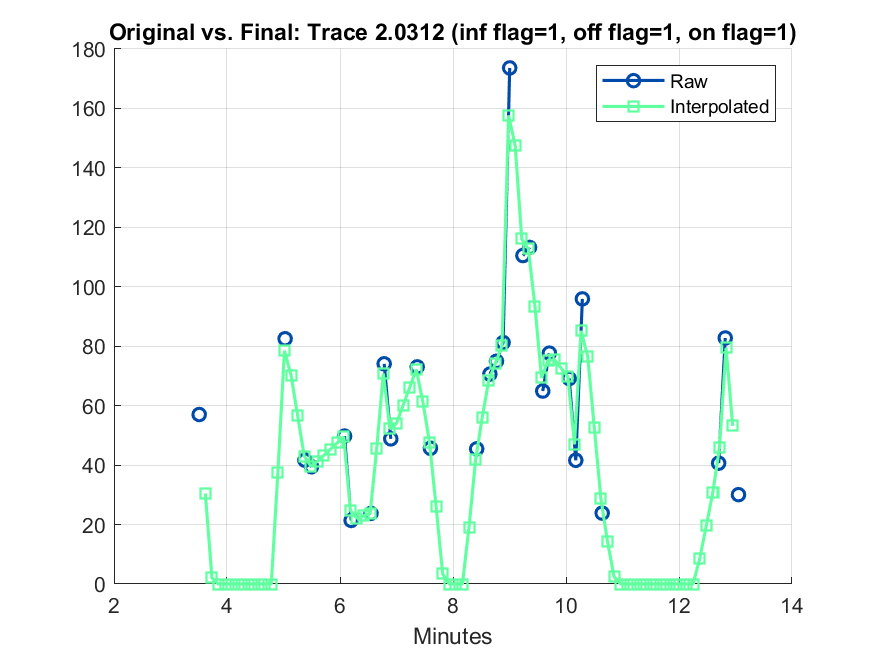 Original vs. Final: Trace 2.0312 (inf flag=1, off flag=1, on flag=1)
180
160
140
120
100
80
60
40
20
0
Raw
Interpolated
2 4 6 8 10 12 14
Minutes